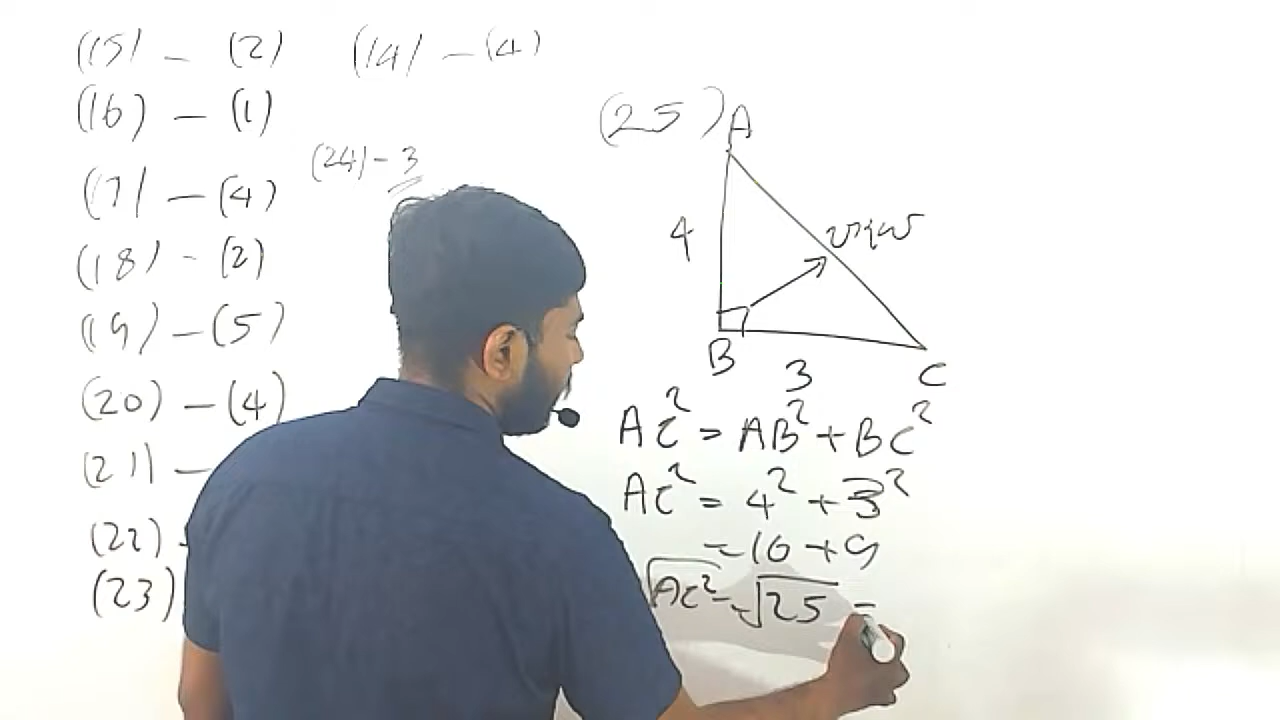 (15) - (2)
(14) - (4)
(16) - (1)
(24) - 3
(17) - (4)
(18) - (2)
(19) - (5)
(20) - (4)
(21) -
(22) -
(23)
(25)
A
4
B
3
C
AC² = AB² + BC²
AC² = 4² + 3²
= 16 + 9
√AC² = √25 =